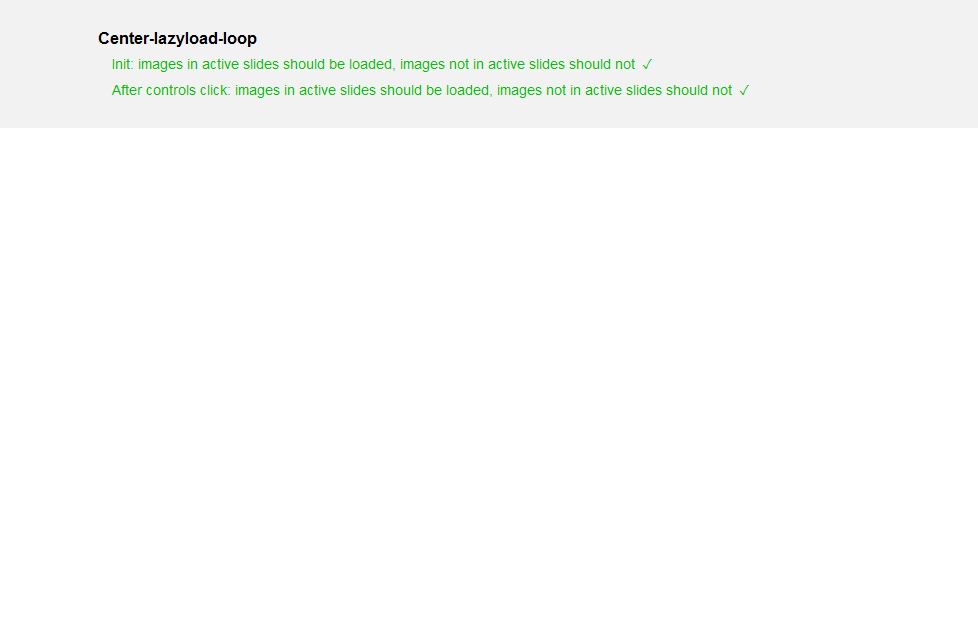 Center-lazyload-loop
Init: images in active slides should be loaded, images not in active slides should not ✓
After controls click: images in active slides should be loaded, images not in active slides should not ✓